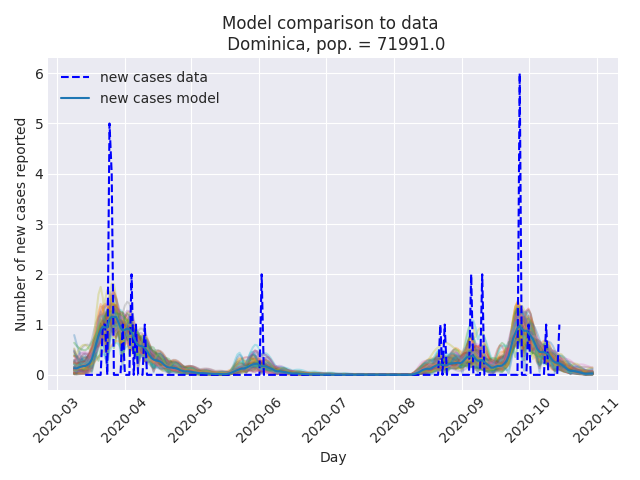 Model comparison to data
Dominica, pop. = 71991.0
new cases data
new cases model
Number of new cases reported
6
5
4
3
2
1
0
2020-03
2020-04
2020-05
2020-06
2020-07
2020-08
2020-09
2020-10
2020-11
Day